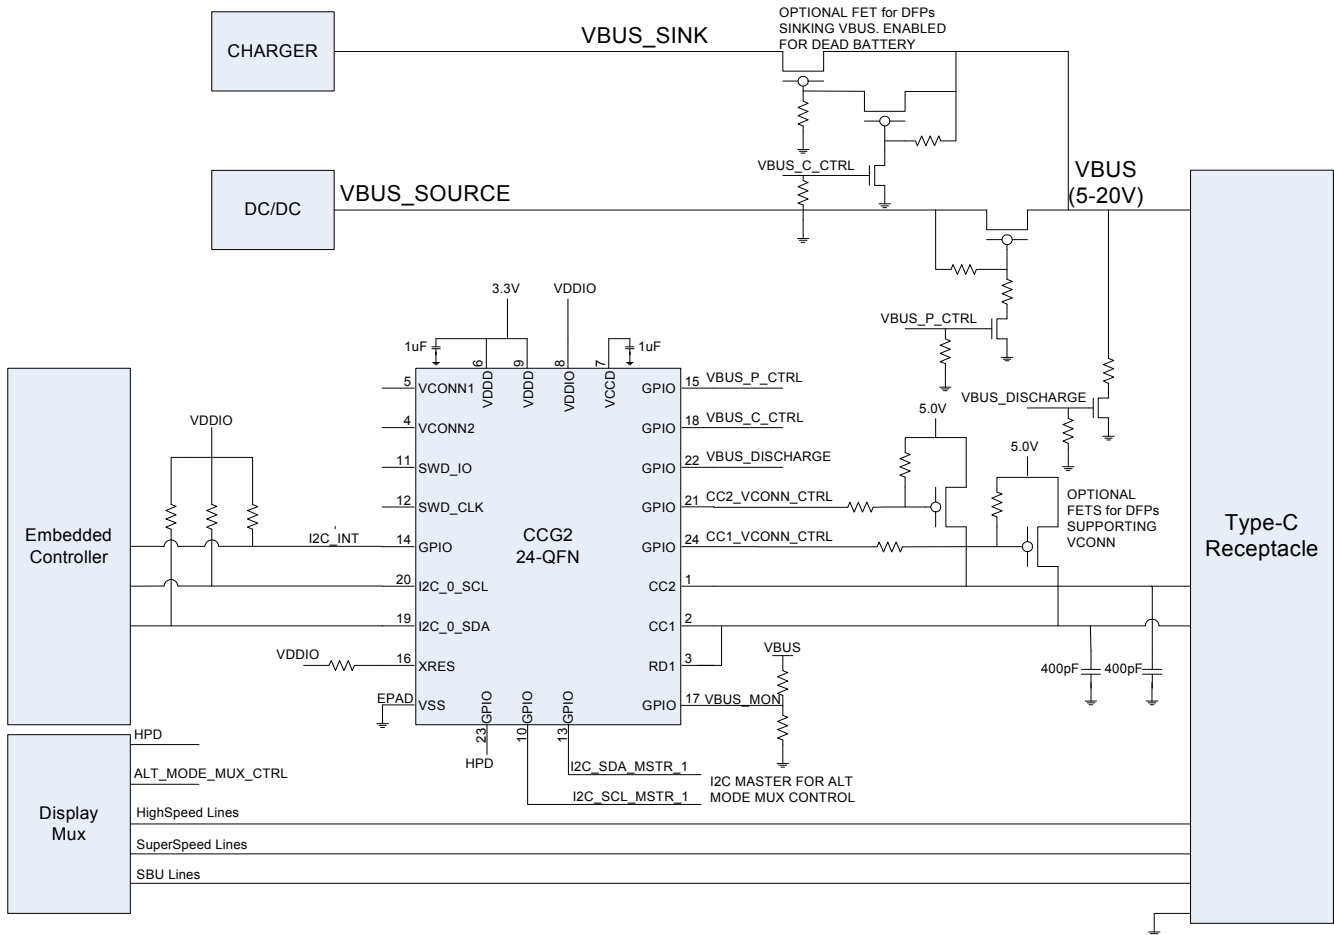 OPTIONAL FET for DFPs
SINKING VBUS. ENABLED
FOR DEAD BATTERY
CHARGER
VBUS_SINK
VBUS_C_CTRL
DC/DC
VBUS_SOURCE
VBUS
(5-20V)
VBUS_P_CTRL
VBUS_DISCHARGE
3.3V
VDDIO
1uF
1uF
6
9
8
7
VDDD
VDDD
VDDIO
VCCD
5
VCONN1
4
VCONN2
11
SWD_IO
12
SWD_CLK
14
GPIO
20
I2C_0_SCL
19
I2C_0_SDA
16
XRES
EPAD
VSS
CCG2
24-QFN
GPIO
15
VBUS_P_CTRL
GPIO
18
VBUS_C_CTRL
GPIO
22
VBUS_DISCHARGE
GPIO
21
CC2_VCONN_CTRL
GPIO
24
CC1_VCONN_CTRL
CC2
1
CC1
2
RD1
3
GPIO
17
VBUS_MON
VBUS
5.0V
5.0V
OPTIONAL
FETS for DFPs
SUPPORTING
VCONN
400pF
400pF
Type-C
Receptacle
VDDIO
Embedded
Controller
I2C_INT
VDDIO
GPIO
GPIO
GPIO
23
10
13
HPD
I2C_SDA_MSTR_1
I2C_SCL_MSTR_1
I2C MASTER FOR ALT
MODE MUX CONTROL
Display
Mux
HPD
ALT_MODE_MUX_CTRL
HighSpeed Lines
SuperSpeed Lines
SBU Lines